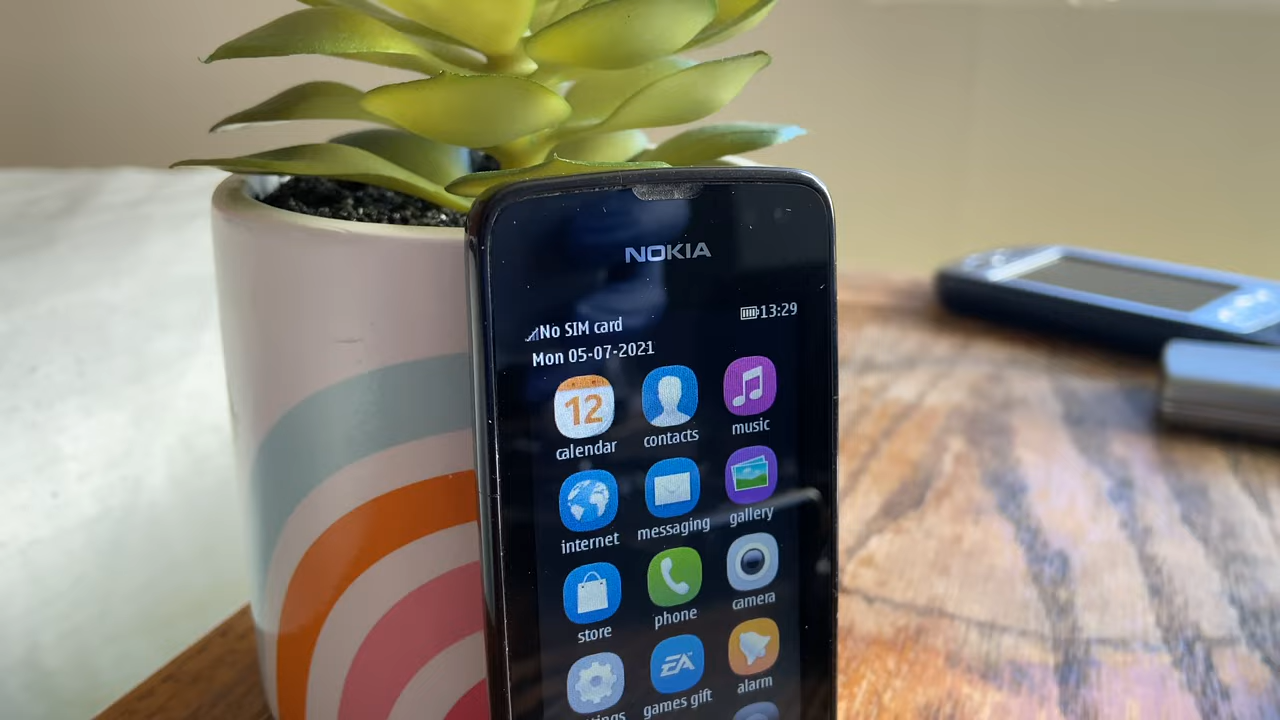 NOKIA
No SIM card 13:29
Mon 05-07-2021
12
calendar contacts music
internet messaging gallery
store phone camera
EA
games gift alarm